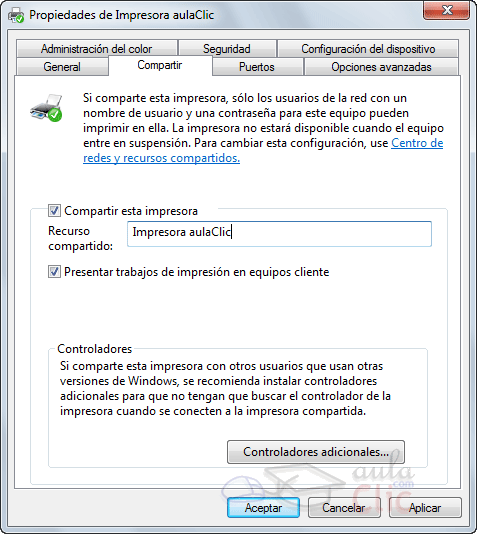 Propiedades de Impresora aulaClic
Administración del color
Seguridad
Configuración del dispositivo
General
Compartir
Puertos
Opciones avanzadas
Si comparte esta impresora, sólo los usuarios de la red con un
nombre de usuario y una contraseña para este equipo pueden
imprimir en ella. La impresora no estará disponible cuando el equipo
entre en suspensión. Para cambiar esta configuración, use Centro de
redes y recursos compartidos.
Compartir esta impresora
Recurso
compartido:
Impresora aulaClic
Presentar trabajos de impresión en equipos cliente
Controladores
Si comparte esta impresora con otros usuarios que usan otras
versiones de Windows, se recomienda instalar controladores
adicionales para que no tengan que buscar el controlador de la
impresora cuando se conecten a la impresora compartida.
Controladores adicionales...
aula
.com
Clic
Aceptar
Cancelar
Aplicar